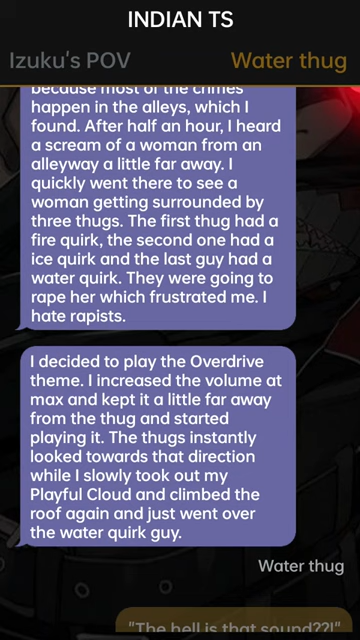 INDIAN TS
Izuku's POV
Water thug
because most of the crimes
happen in the alleys, which I
found. After half an hour, I heard
a scream of a woman from an
alleyway a little far away. I
quickly went there to see a
woman getting surrounded by
three thugs. The first thug had a
fire quirk, the second one had a
ice quirk and the last guy had a
water quirk. They were going to
rape her which frustrated me. I
hate rapists.
I decided to play the Overdrive
theme. I increased the volume at
max and kept it a little far away
from the thug and started
playing it. The thugs instantly
looked towards that direction
while I slowly took out my
Playful Cloud and climbed the
roof again and just went over
the water quirk guy.
Water thug
"The hell is that sound??!"